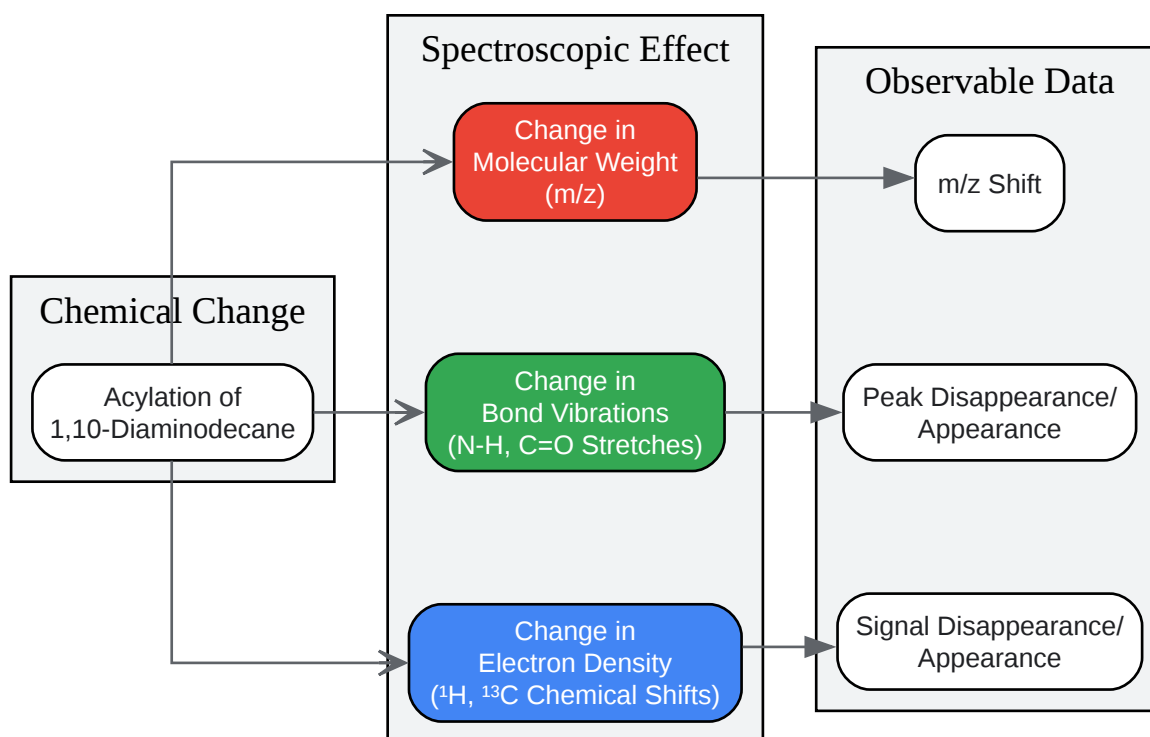 Spectroscopic Effect
Observable Data
Change in
Molecular Weight
(m/z)
m/z Shift
Chemical Change
Acylation of
1,10-Diaminodecane
Change in
Bond Vibrations
(N-H, C=O Stretches)
Peak Disappearance/
Appearance
Change in
Electron Density
(¹H, ¹³C Chemical Shifts)
Signal Disappearance/
Appearance